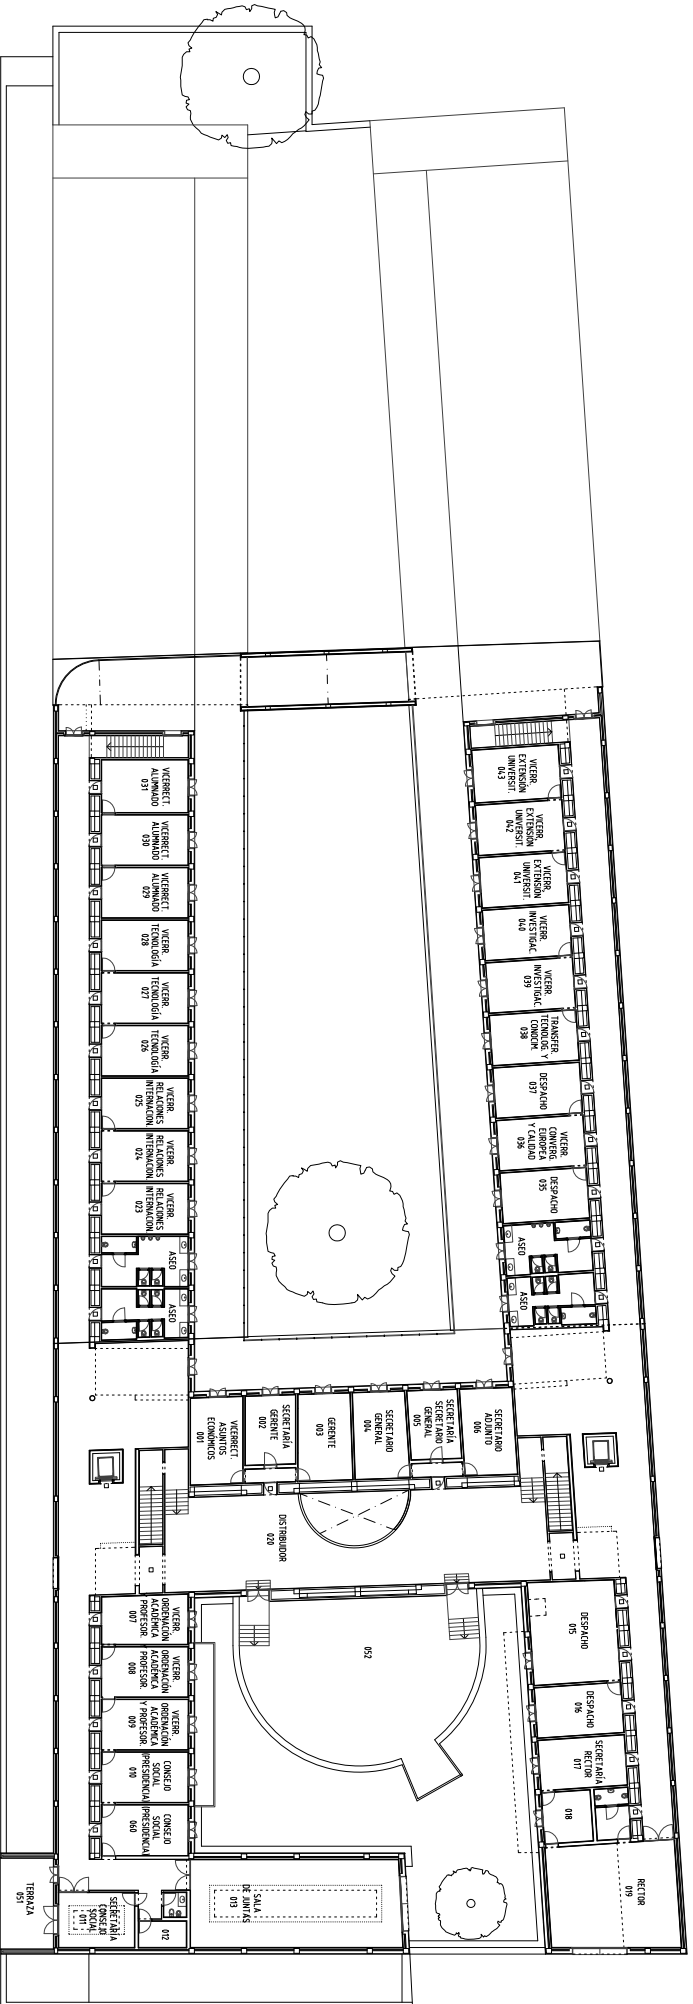 VICERRECT.
ALUMNADO
031
VICERRECT.
ALUMNADO
030
VICERRECT.
ALUMNADO
029
VICERR.
TECNOLOGÍA
028
VICERR.
TECNOLOGÍA
027
VICERR.
TECNOLOGÍA
026
VICERR.
RELACIONES
INTERNACION.
025
VICERR.
RELACIONES
INTERNACION.
024
VICERR.
RELACIONES
INTERNACION.
023
ASEO
ASEO
VICERR.
EXTENSIÓN
UNIVERSIT.
043
VICERR.
EXTENSIÓN
UNIVERSIT.
042
VICERR.
EXTENSIÓN
UNIVERSIT.
041
VICERR.
INVESTIGAC.
040
VICERR.
INVESTIGAC.
039
TRANSFER.
TECNOLOG. Y
CONOCIM.
038
DESPACHO
037
VICERR.
CONVERG.
EUROPEA
Y CALIDAD
036
DESPACHO
035
ASEO
ASEO
VICERRECT.
ASUNTOS
ECONÓMICOS
001
SECRETARÍA
GERENTE
002
GERENTE
003
SECRETARIO
GENERAL
004
SECRETARÍA
SECRETARIO
GENERAL
005
SECRETARIO
ADJUNTO
006
DISTRIBUIDOR
020
VICERR.
ORDENACIÓN
ACADÉMICA
PROFESOR.
007
VICERR.
ORDENACIÓN
ACADÉMICA
Y PROFESOR.
008
VICERR.
ORDENACIÓN
ACADÉMICA
Y PROFESOR.
009
CONSEJO
SOCIAL
(PRESIDENCIA)
010
CONSEJO
SOCIAL
(PRESIDENCIA)
060
052
DESPACHO
015
DESPACHO
016
SECRETARÍA
RECTOR
017
018
RECTOR
019
SALA
DE JUNTAS
013
012
SECRETARÍA
CONSEJO
SOCIAL
011
TERRAZA
051